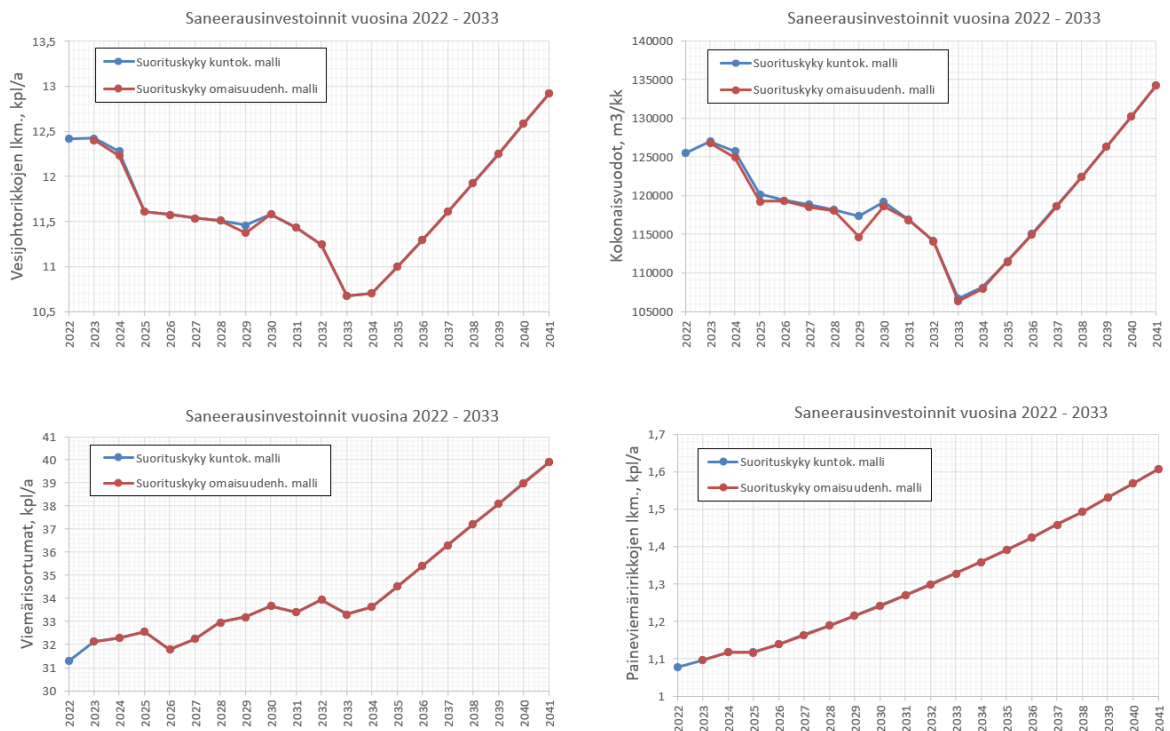 Saneerausinvestoinnit vuosina 2022 - 2033
Vesijohtorikkojen lkm., kpl/a
13,5
13
12,5
12
11,5
11
10,5
Suorituskyky kuntok. malli
Suorituskyky omaisuudenh. malli
2022 2023 2024 2025 2026 2027 2028 2029 2030 2031 2032 2033 2034 2035 2036 2037 2038 2039 2040 2041
Saneerausinvestoinnit vuosina 2022 - 2033
Kokonaisvuodot, m3/kk
140000
135000
130000
125000
120000
115000
110000
105000
Suorituskyky kuntok. malli
Suorituskyky omaisuudenh. malli
2022 2023 2024 2025 2026 2027 2028 2029 2030 2031 2032 2033 2034 2035 2036 2037 2038 2039 2040 2041
Saneerausinvestoinnit vuosina 2022 - 2033
Viemärisortumat, kpl/a
41
40
39
38
37
36
35
34
33
32
31
30
Suorituskyky kuntok. malli
Suorituskyky omaisuudenh. malli
2022 2023 2024 2025 2026 2027 2028 2029 2030 2031 2032 2033 2034 2035 2036 2037 2038 2039 2040 2041
Saneerausinvestoinnit vuosina 2022 - 2033
Paineviemäririkkojen lkm., kpl/a
1,7
1,6
1,5
1,4
1,3
1,2
1,1
1
Suorituskyky kuntok. malli
Suorituskyky omaisuudenh. malli
2022 2023 2024 2025 2026 2027 2028 2029 2030 2031 2032 2033 2034 2035 2036 2037 2038 2039 2040 2041